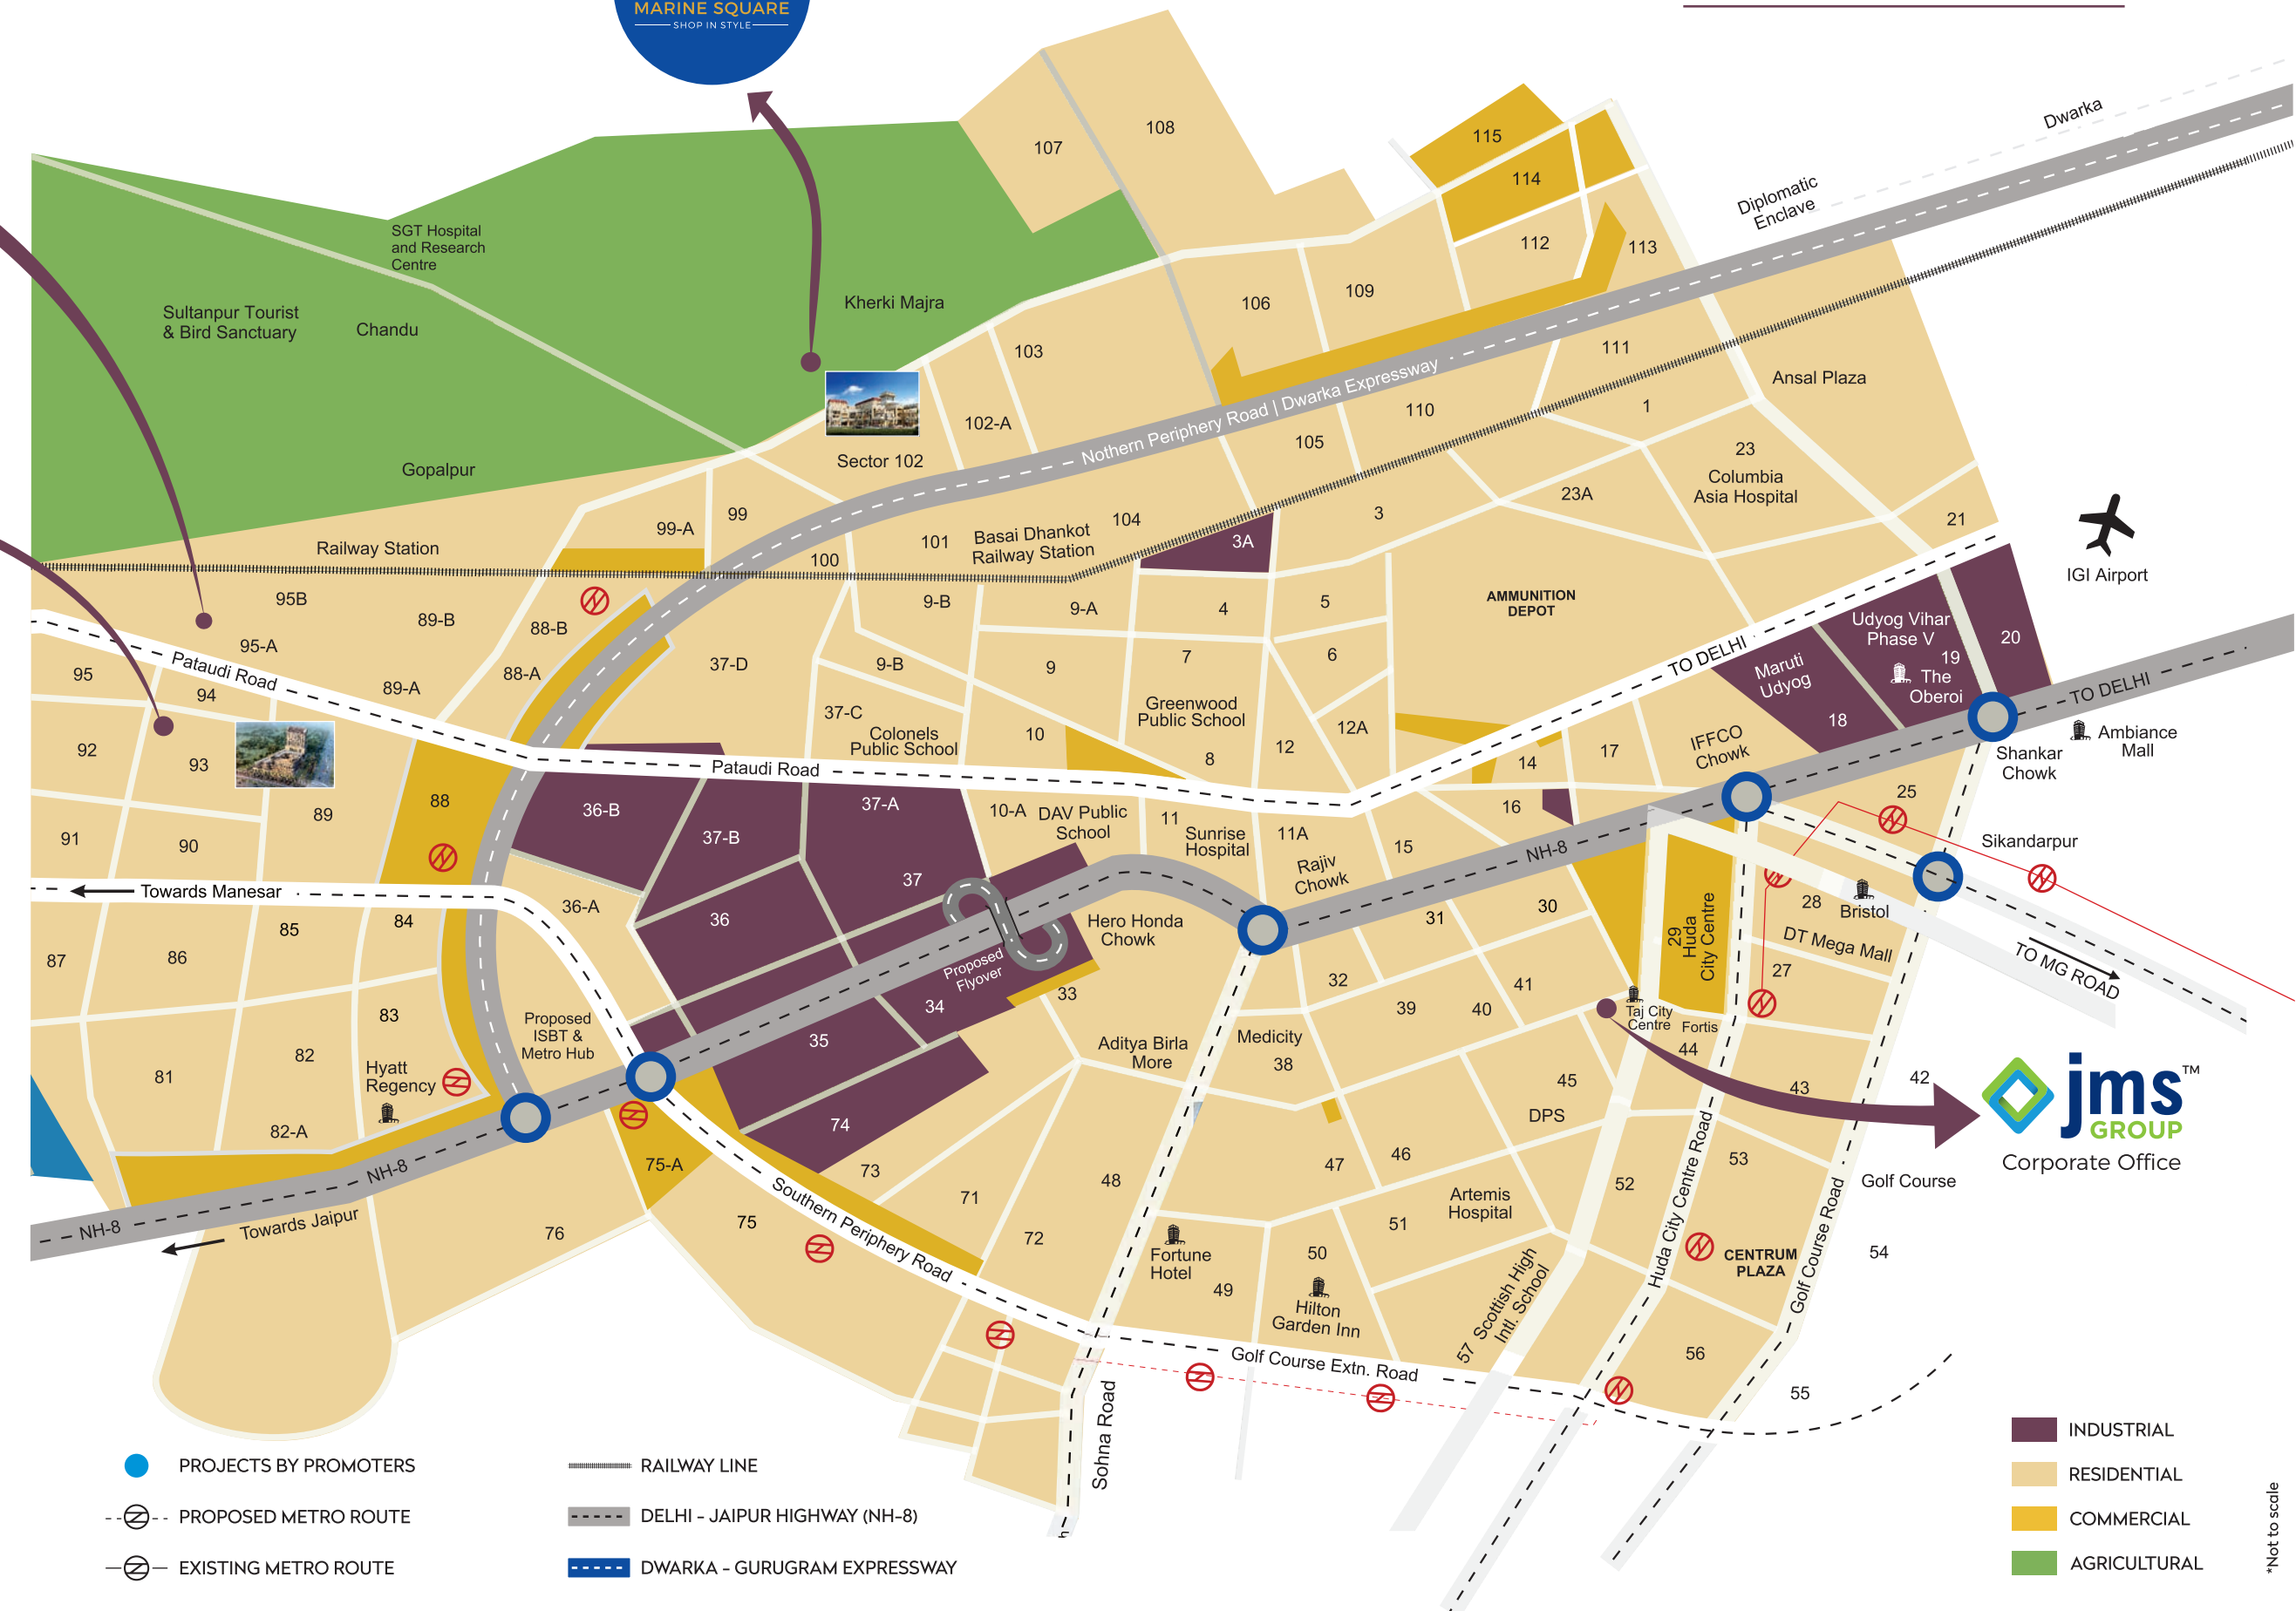 MARINE SQUARE
SHOP IN STYLE
107
108
115
114
112
113
Dwarka
Diplomatic
Enclave
SGT Hospital
and Research
Centre
Sultanpur Tourist
& Bird Sanctuary
Chandu
Kherki Majra
Gopalpur
106
109
103
102-A
Sector 102
Nothern Periphery Road | Dwarka Expressway
111
110
105
1
Ansal Plaza
23
Columbia
Asia Hospital
23A
3
21
IGI Airport
99-A
99
100
101
Basai Dhankot
Railway Station
104
3A
Railway Station
95B
89-B
88-B
95-A
89-A
88-A
37-D
9-B
9-A
4
5
AMMUNITION
DEPOT
9-B
9
7
6
Greenwood
Public School
37-C
Colonels
Public School
10
8
12
12A
Pataudi Road
95
94
92
93
Pataudi Road
TO DELHI
Maruti
Udyog
18
Udyog Vihar
Phase V
19
The
Oberoi
20
TO DELHI
Ambiance
Mall
Shankar
Chowk
IFFCO
Chowk
17
14
16
25
Sikandarpur
88
89
91
90
36-B
37-B
37-A
37
36
10-A
DAV Public
School
11
Sunrise
Hospital
11A
Rajiv
Chowk
15
NH-8
Towards Manesar
36-A
84
85
86
87
Hero Honda
Chowk
Proposed
Flyover
33
34
35
31
30
29
Huda
City Centre
28
Bristol
DT Mega Mall
27
TO MG ROAD
32
39
40
41
Taj City
Centre
Fortis
44
83
82
81
82-A
Hyatt
Regency
Proposed
ISBT &
Metro Hub
Aditya Birla
More
Medicity
38
45
DPS
43
42
jms™
GROUP
Corporate Office
74
73
75-A
75
76
71
72
48
47
46
52
53
Golf Course
Artemis
Hospital
51
50
49
Fortune
Hotel
Hilton
Garden Inn
57 Scottish High
Intl. School
Huda City Centre Road
CENTRUM
PLAZA
Golf Course Road
54
56
55
NH-8
NH-8
Towards Jaipur
Southern Periphery Road
Golf Course Extn. Road
Sohna Road
PROJECTS BY PROMOTERS
PROPOSED METRO ROUTE
EXISTING METRO ROUTE
RAILWAY LINE
DELHI - JAIPUR HIGHWAY (NH-8)
DWARKA - GURUGRAM EXPRESSWAY
INDUSTRIAL
RESIDENTIAL
COMMERCIAL
AGRICULTURAL
*Not to scale